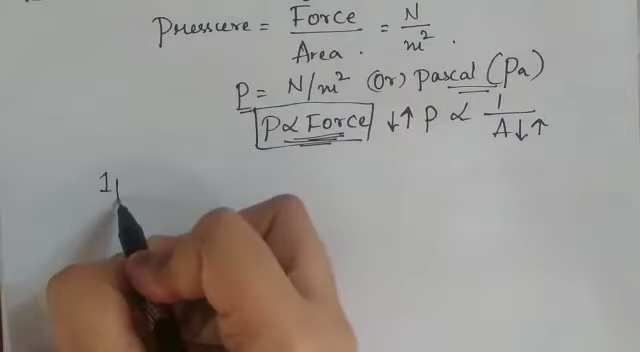 Pressure = Force / Area . = N / m² .
P = N/m² (Or) pascal (Pa)
P∝ Force ↓↑ P ∝ 1 / A↓↑
1